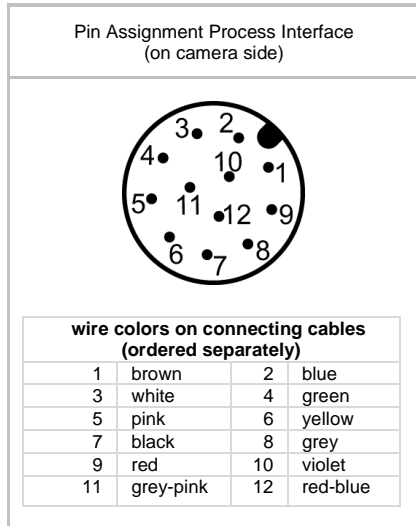 Pin Assignment Process Interface
(on camera side)
3 2
4 10 1
5 11 12 9
6 7 8
wire colors on connecting cables
(ordered separately)
1 brown 2 blue
3 white 4 green
5 pink 6 yellow
7 black 8 grey
9 red 10 violet
11 grey-pink 12 red-blue